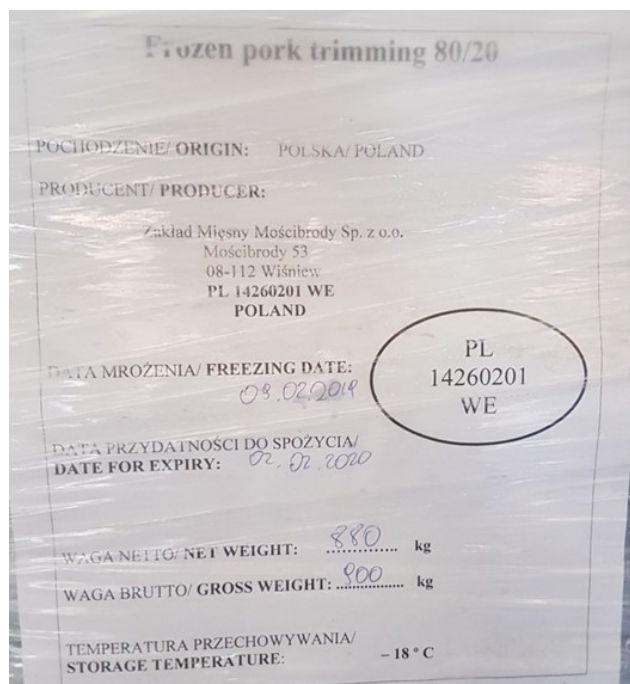 Frozen pork trimming 80/20
POCHODZENIE/ ORIGIN: POLSKA/ POLAND
PRODUCENT/ PRODUCER:
Zakład Mięsny Mościbrody Sp. z o.o.
Mościbrody 53
08-112 Wiśniew
PL 14260201 WE
POLAND
PL
14260201
WE
DATA MROŻENIA/ FREEZING DATE:
09.02.2019
DATA PRZYDATNOŚCI DO SPOŻYCIA/
DATE FOR EXPIRY: 02.02.2020
WAGA NETTO/ NET WEIGHT: 880 kg
WAGA BRUTTO/ GROSS WEIGHT: 900 kg
TEMPERATURA PRZECHOWYWANIA/
STORAGE TEMPERATURE: – 18 ° C